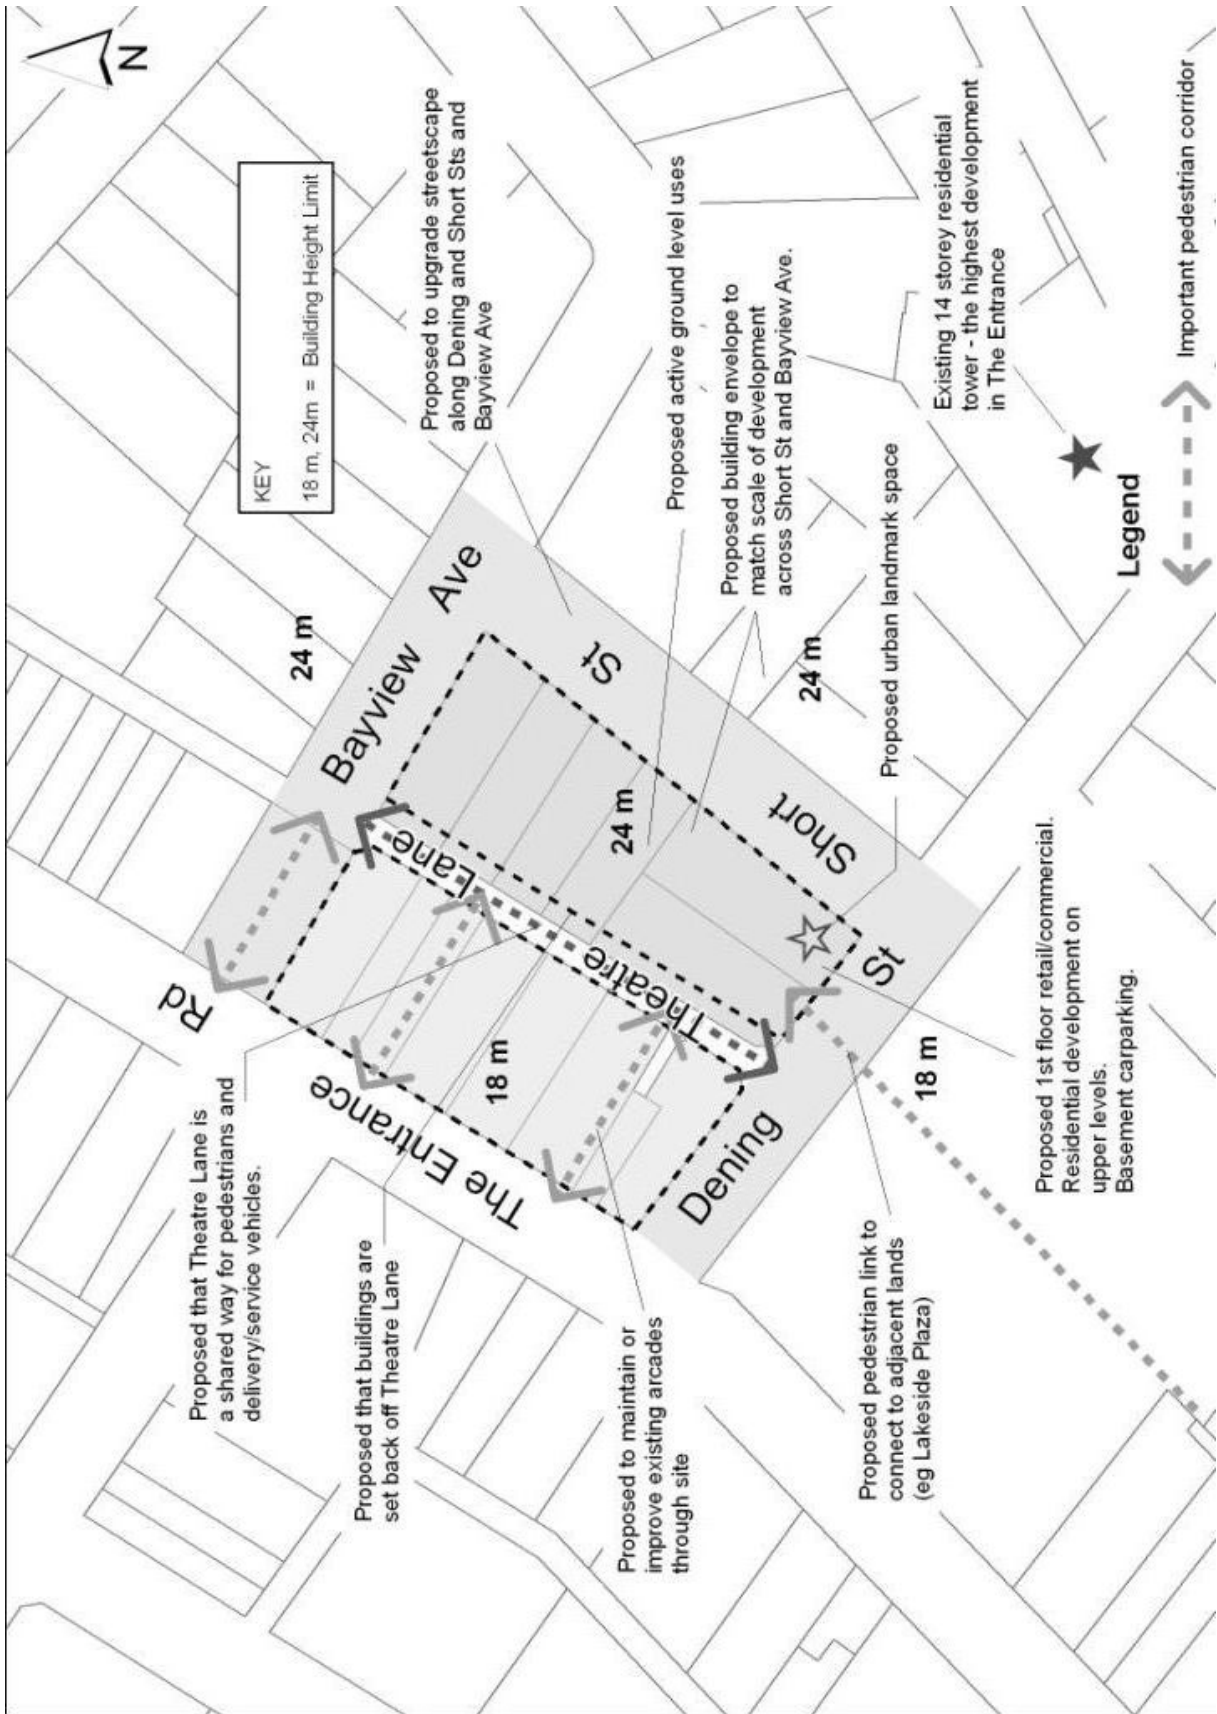 N
KEY
18 m, 24m = Building Height Limit
Proposed to upgrade streetscape
along Dening and Short Sts and
Bayview Ave
Proposed that Theatre Lane is
a shared way for pedestrians and
delivery/service vehicles.
Proposed that buildings are
set back off Theatre Lane
Proposed to maintain or
improve existing arcades
through site
Proposed pedestrian link to
connect to adjacent lands
(eg Lakeside Plaza)
Rd
The Entrance
Bayview Ave
Theatre Lane
Short St
Dening St
24 m
18 m
24 m
24 m
18 m
Proposed active ground level uses
Proposed building envelope to
match scale of development
across Short St and Bayview Ave.
Proposed urban landmark space
Existing 14 storey residential
tower - the highest development
in The Entrance
Proposed 1st floor retail/commercial.
Residential development on
upper levels.
Basement carparking.
Legend
Important pedestrian corridor